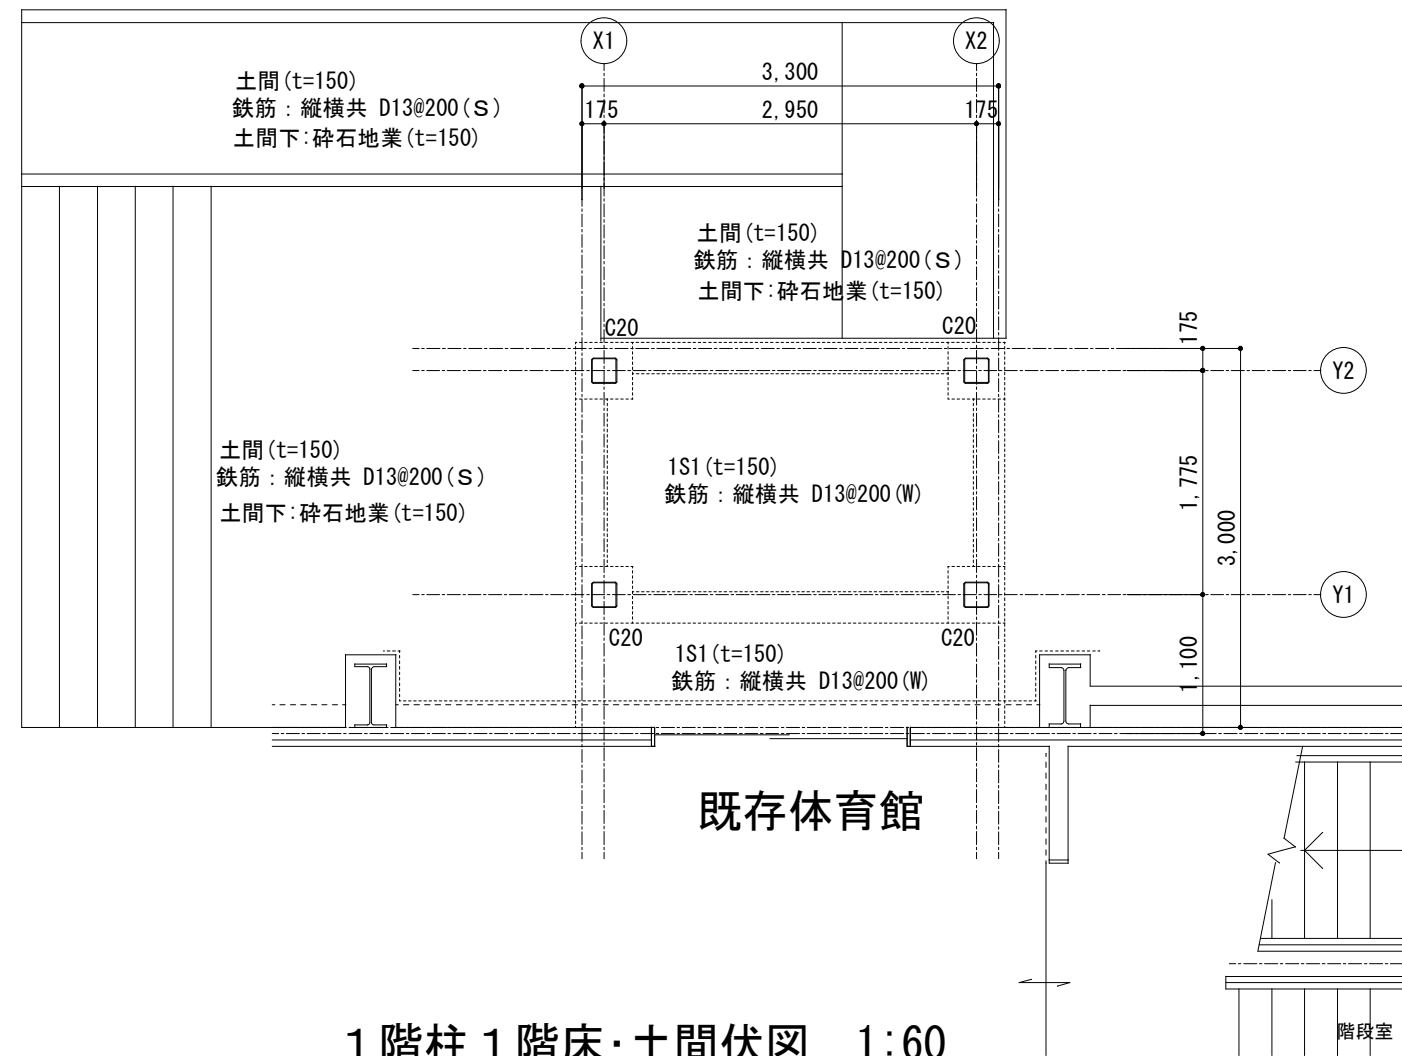 X1
X2
3,300
175
2,950
175
土間(t=150)
鉄筋：縦横共 D13@200(S)
土間下:砕石地業(t=150)
土間(t=150)
鉄筋：縦横共 D13@200(S)
土間下:砕石地業(t=150)
C20
C20
175
Y2
土間(t=150)
鉄筋：縦横共 D13@200(S)
土間下:砕石地業(t=150)
1S1(t=150)
鉄筋：縦横共 D13@200(W)
1,775
3,000
Y1
C20
C20
1S1(t=150)
鉄筋：縦横共 D13@200(W)
1,100
既存体育館
階段室
１階柱１階床・土間伏図 1:60